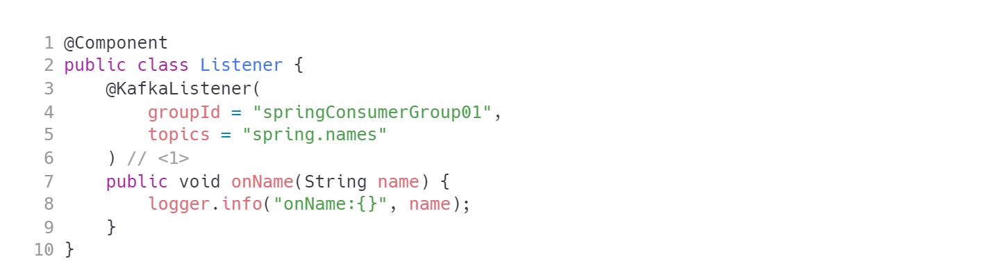 1 @Component
2 public class Listener {
3     @KafkaListener(
4         groupId = "springConsumerGroup01",
5         topics = "spring.names"
6     ) // <1>
7     public void onName(String name) {
8         logger.info("onName:{}", name);
9     }
10 }